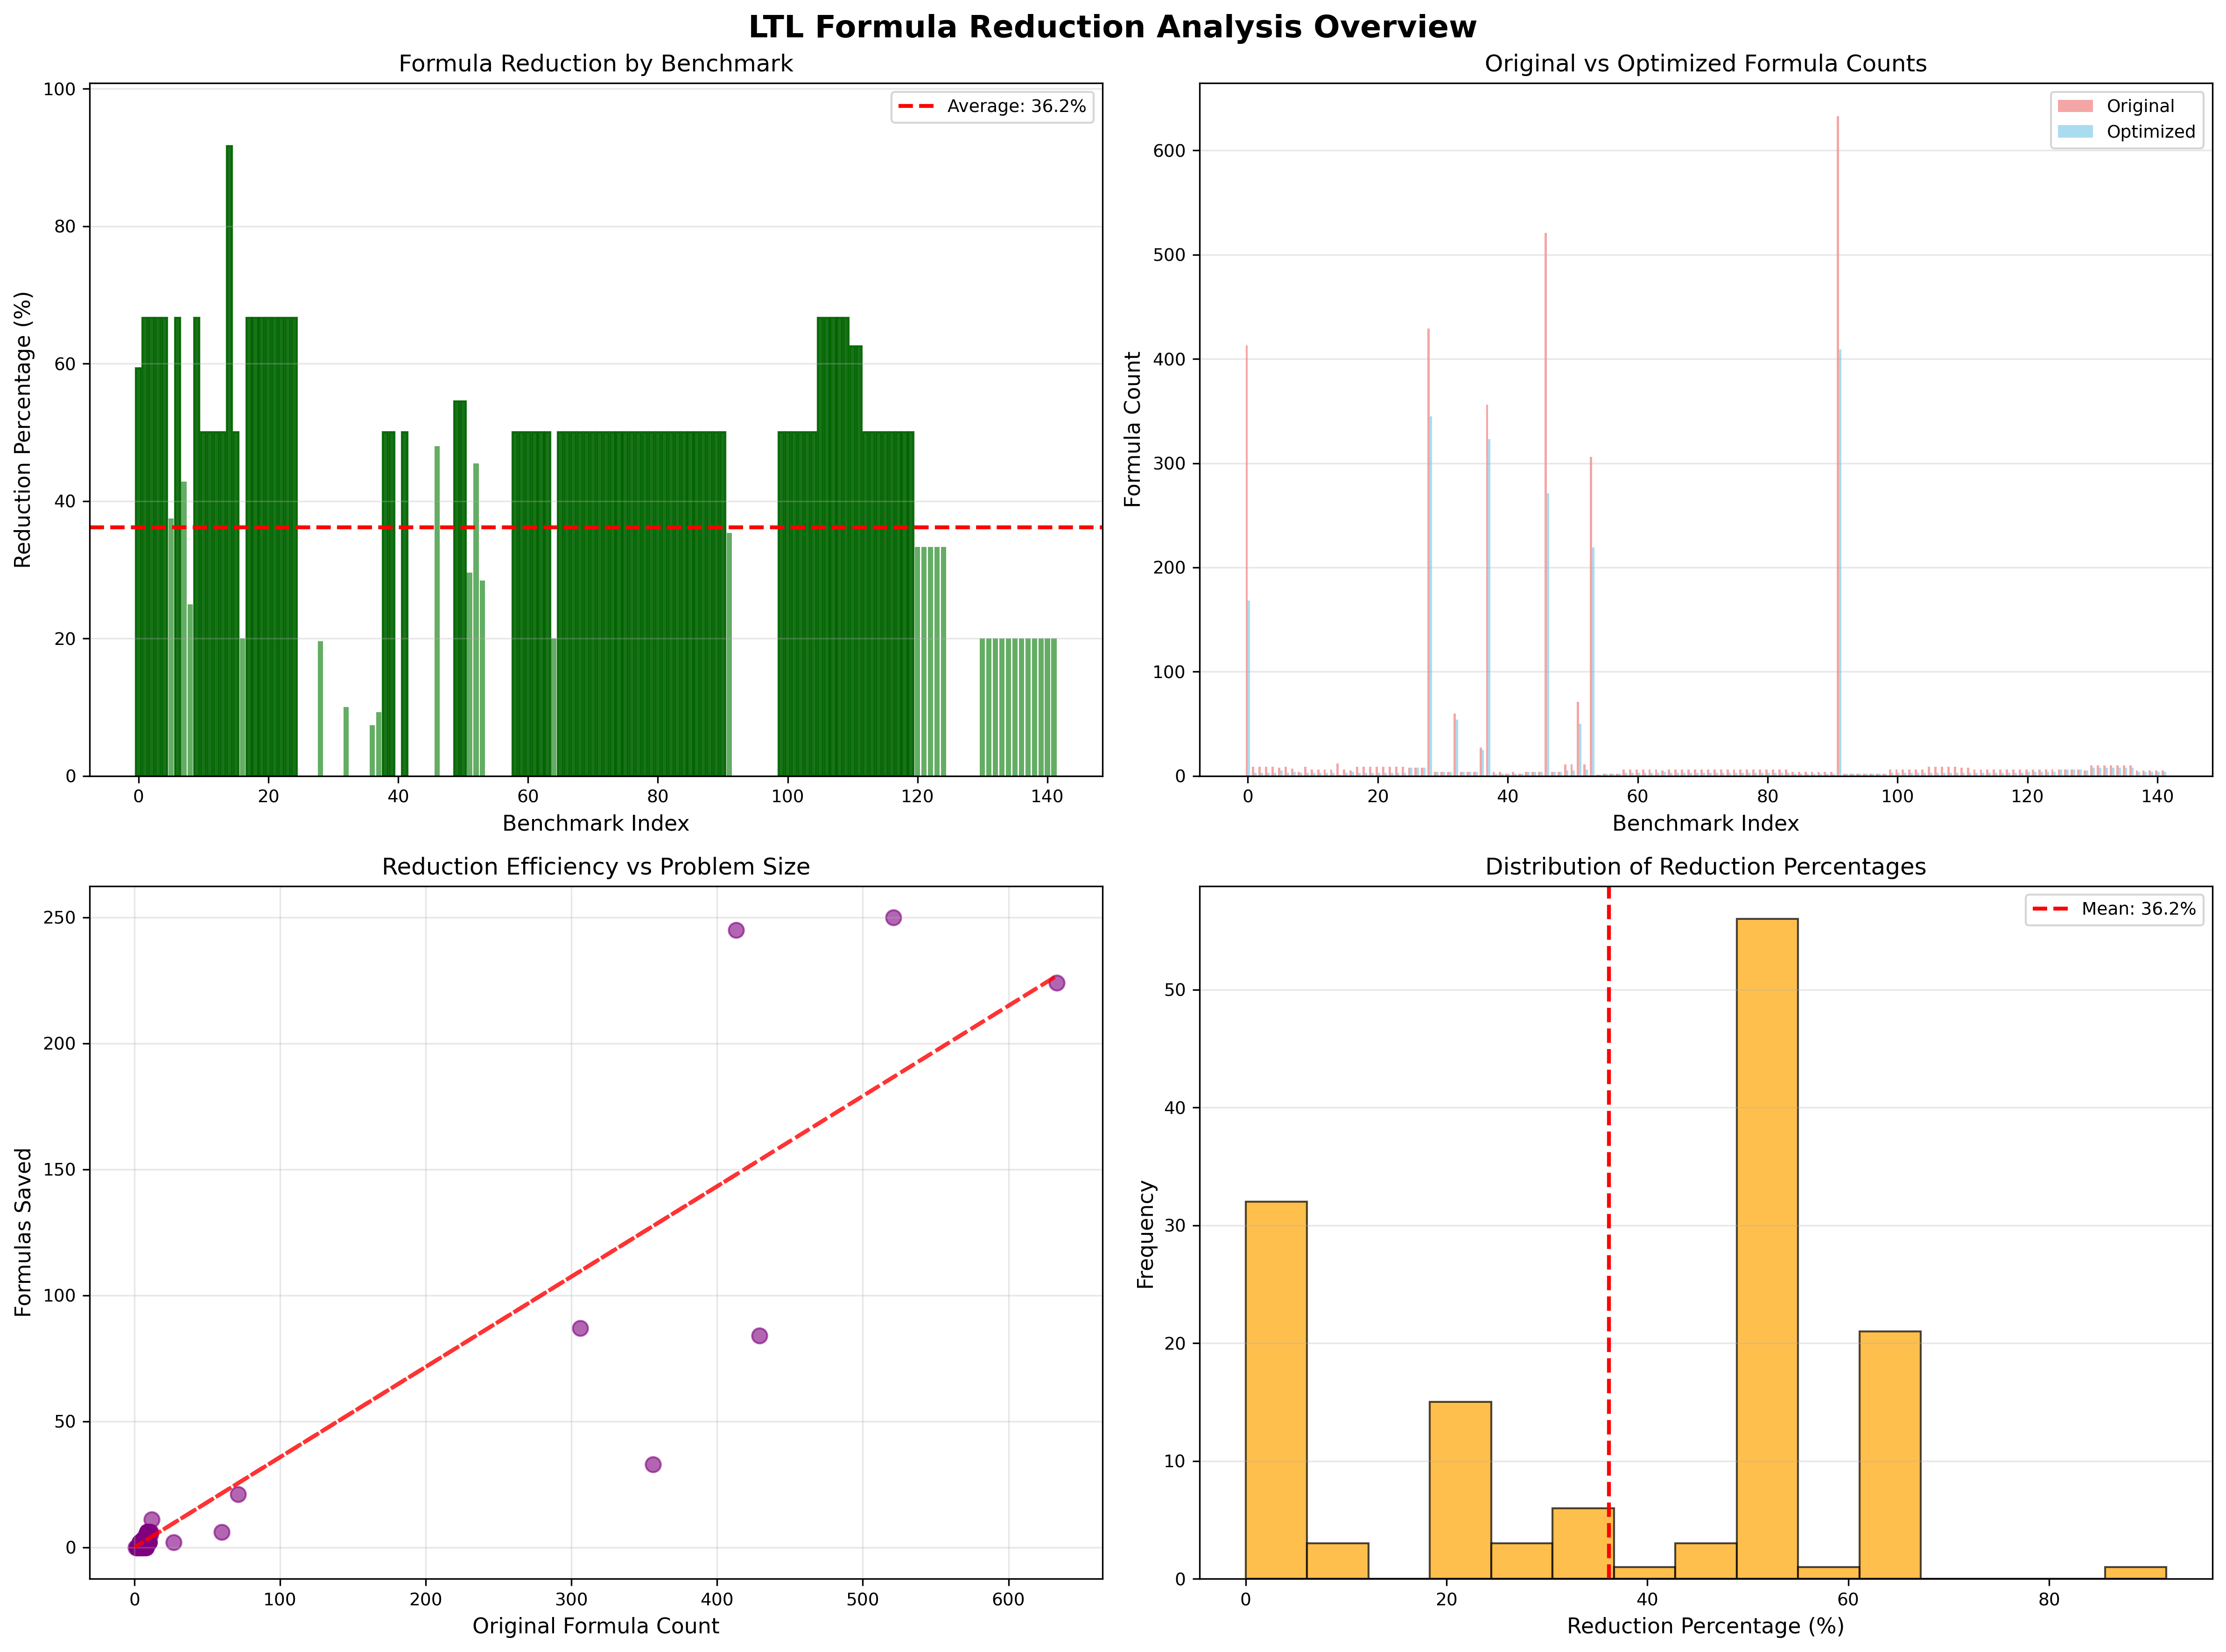 LTL Formula Reduction Analysis Overview
Formula Reduction by Benchmark
Reduction Percentage (%)
100
80
60
40
20
0
Average: 36.2%
0 20 40 60 80 100 120 140
Benchmark Index
Original vs Optimized Formula Counts
Formula Count
600
500
400
300
200
100
0
Original
Optimized
0 20 40 60 80 100 120 140
Benchmark Index
Reduction Efficiency vs Problem Size
Formulas Saved
250
200
150
100
50
0
0 100 200 300 400 500 600
Original Formula Count
Distribution of Reduction Percentages
Frequency
50
40
30
20
10
0
Mean: 36.2%
0 20 40 60 80
Reduction Percentage (%)